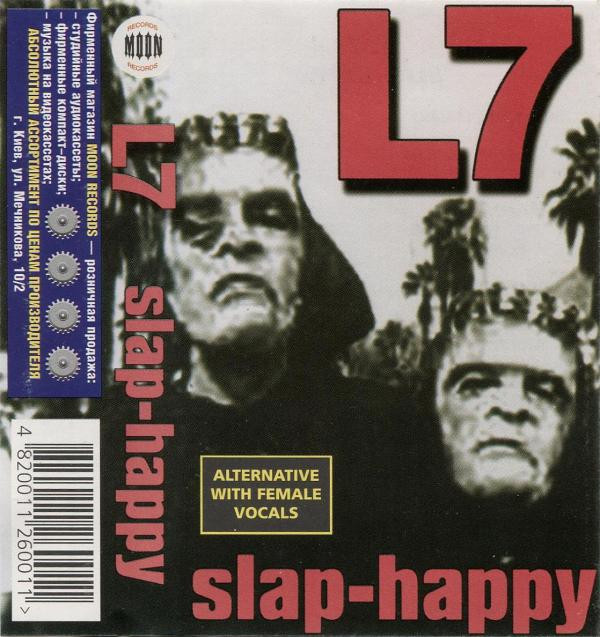 Фирменный магазин MOON RECORDS — розничная продажа:
– студийные аудиокассеты;
– фирменные компакт–диски;
– музыка на видеокассетах;
АБСОЛЮТНЫЙ АССОРТИМЕНТ ПО ЦЕНАМ ПРОИЗВОДИТЕЛЯ
г. Киев, ул. Мечникова, 10/2
RECORDS
MOON
RECORDS
L7 slap-happy
4 820011 260011 >
L7
ALTERNATIVE
WITH FEMALE
VOCALS
slap-happy